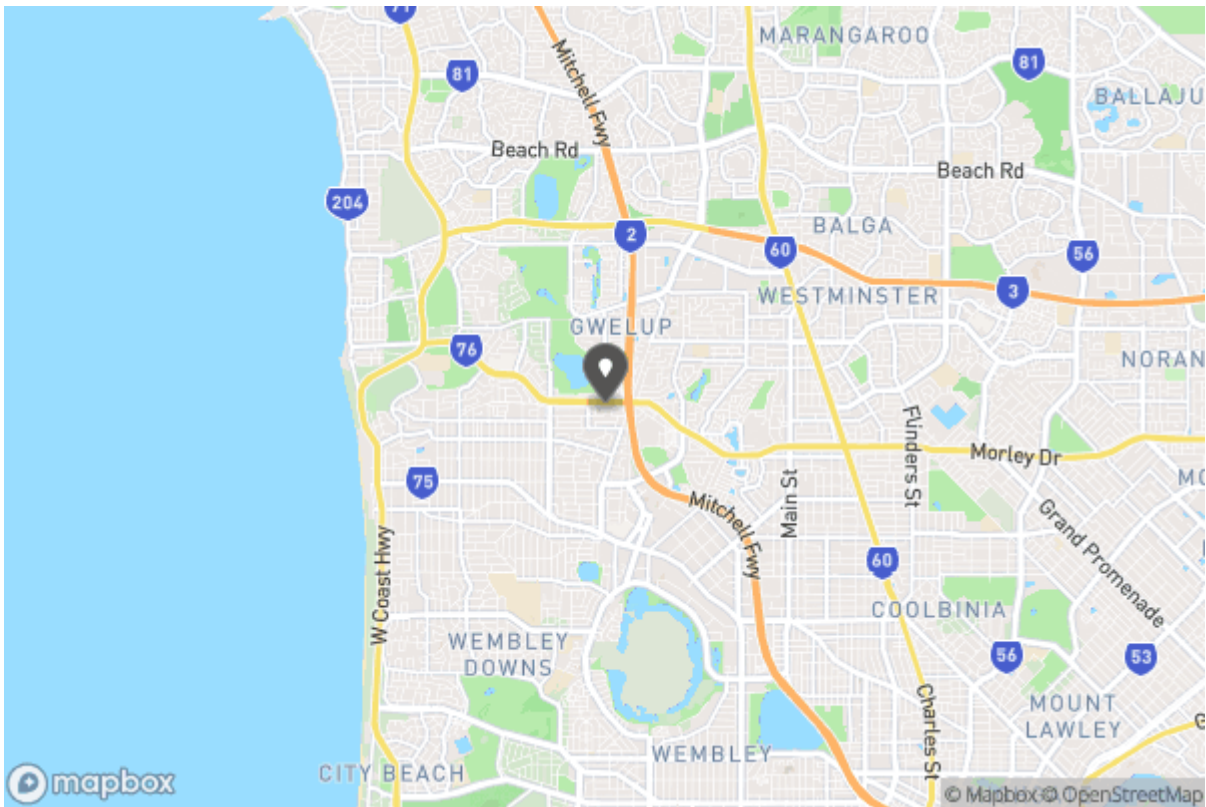 71
MARANGAROO
81
81
Mitchell Fwy
BALLAJU
Beach Rd
Beach Rd
204
2
BALGA
60
56
WESTMINSTER
3
GWELUP
76
NORAN
Flinders St
Morley Dr
75
Main St
MO
Mitchell Fwy
Grand Promenade
W Coast Hwy
60
COOLBINIA
WEMBLEY
DOWNS
56
53
MOUNT
LAWLEY
Charles St
G
WEMBLEY
CITY BEACH
mapbox
© Mapbox © OpenStreetMap